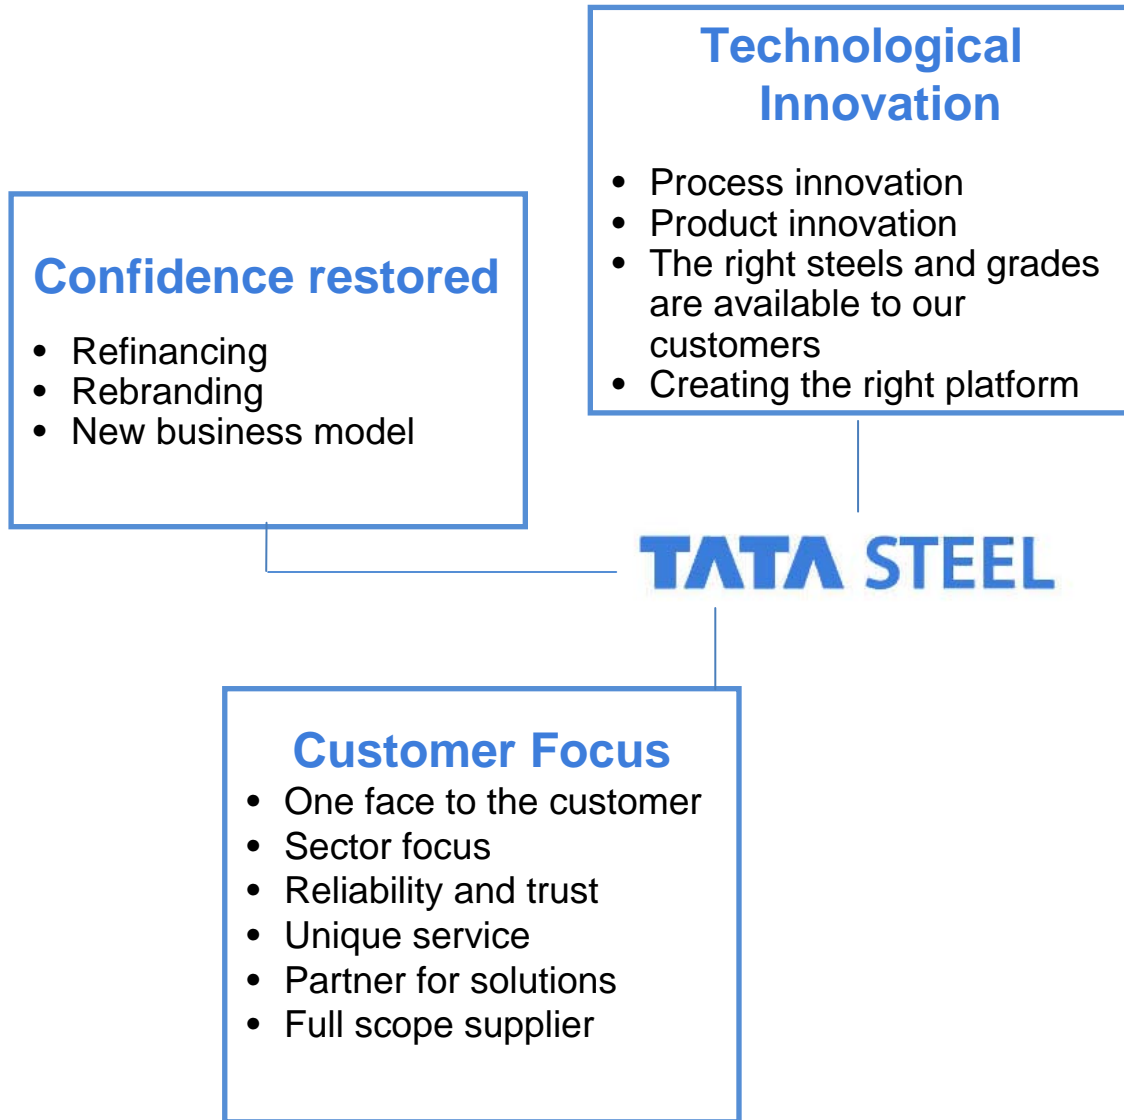 Technological
Innovation
• Process innovation
• Product innovation
• The right steels and grades
are available to our
customers
• Creating the right platform
Confidence restored
• Refinancing
• Rebranding
• New business model
TATA STEEL
Customer Focus
• One face to the customer
• Sector focus
• Reliability and trust
• Unique service
• Partner for solutions
• Full scope supplier